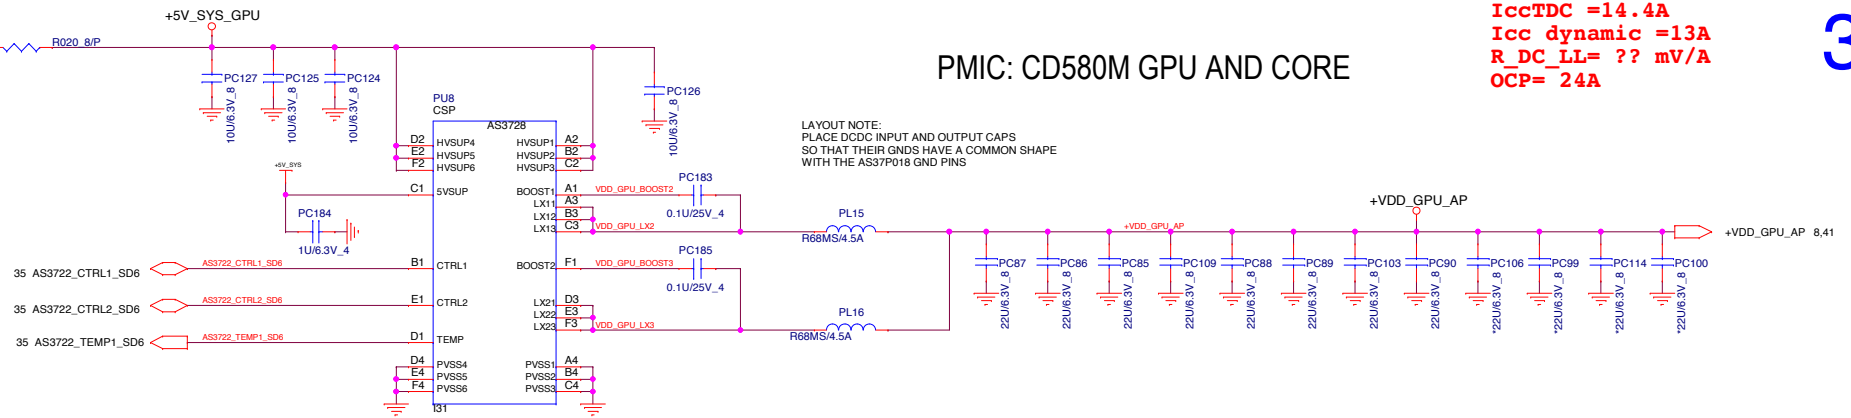 +5V_SYS_GPU
R020_8/P
PC127
10U/6.3V_8
PC125
10U/6.3V_8
PC124
10U/6.3V_8
PC126
10U/6.3V_8
PMIC: CD580M GPU AND CORE
IccTDC =14.4A
Icc dynamic =13A
R_DC_LL= ?? mV/A
OCP= 24A
3
LAYOUT NOTE:
PLACE DCDC INPUT AND OUTPUT CAPS
SO THAT THEIR GNDS HAVE A COMMON SHAPE
WITH THE AS37P018 GND PINS
PU8
CSP
AS3728
D2 HVSUP4
E2 HVSUP5
F2 HVSUP6
C1 5VSUP
B1 CTRL1
E1 CTRL2
D1 TEMP
D4 PVSS4
E4 PVSS5
F4 PVSS6
HVSUP1 A2
HVSUP2 B2
HVSUP3 C2
BOOST1 A1
LX11 A3
LX12 B3
LX13 C3
BOOST2 F1
LX21 D3
LX22 E3
LX23 F3
PVSS1 A4
PVSS2 B4
PVSS3 C4
I31
+5V_SYS
PC184
1U/6.3V_4
35 AS3722_CTRL1_SD6
AS3722_CTRL1_SD6
35 AS3722_CTRL2_SD6
AS3722_CTRL2_SD6
35 AS3722_TEMP1_SD6
AS3722_TEMP1_SD6
VDD_GPU_BOOST2
PC183
0.1U/25V_4
VDD_GPU_LX2
PL15
R68MS/4.5A
VDD_GPU_BOOST3
PC185
0.1U/25V_4
VDD_GPU_LX3
PL16
R68MS/4.5A
+VDD_GPU_AP
+VDD_GPU_AP
+VDD_GPU_AP 8,41
PC87
22U/6.3V_8
PC86
22U/6.3V_8
PC85
22U/6.3V_8
PC109
22U/6.3V_8
PC88
22U/6.3V_8
PC89
22U/6.3V_8
PC103
22U/6.3V_8
PC90
22U/6.3V_8
PC106
*22U/6.3V_8
PC99
*22U/6.3V_8
PC114
*22U/6.3V_8
PC100
*22U/6.3V_8